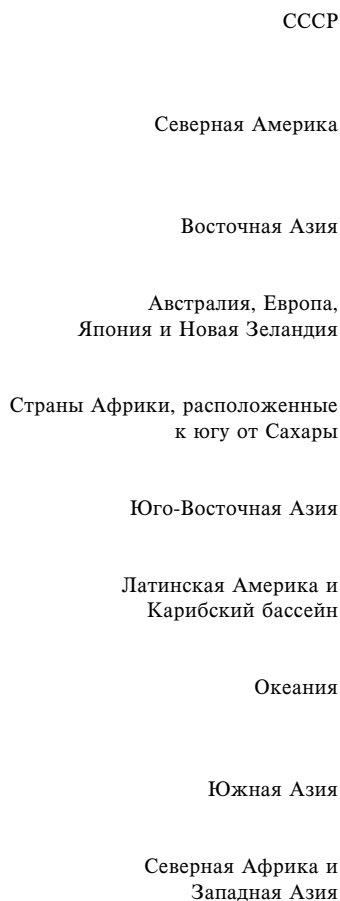 СССР
Северная Америка
Восточная Азия
Австралия, Европа,
Япония и Новая Зеландия
Страны Африки, расположенные
к югу от Сахары
Юго-Восточная Азия
Латинская Америка и
Карибский бассейн
Океания
Южная Азия
Северная Африка и
Западная Азия